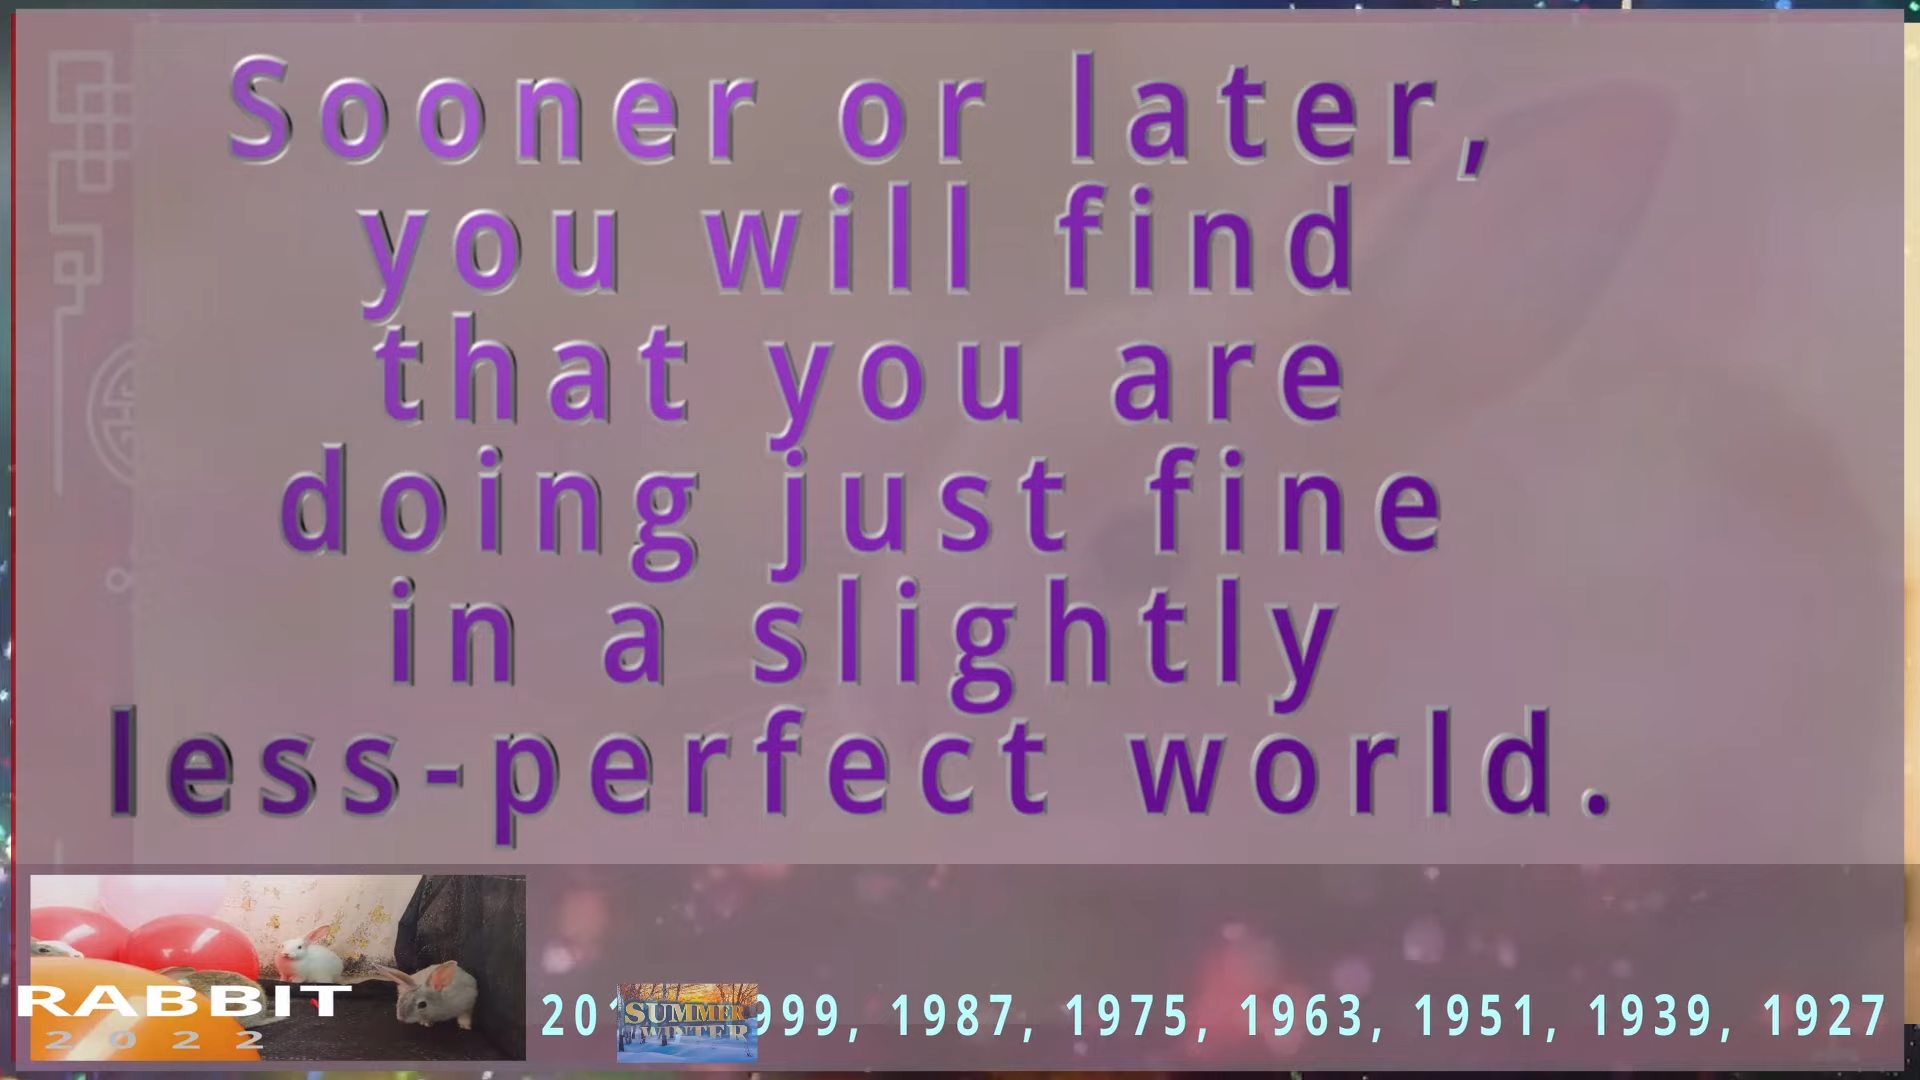 Sooner or later,
you will find
that you are
doing just fine
in a slightly
less-perfect world.
RABBIT
2022
SUMMER
WINTER
1987, 1975, 1963, 1951, 1939, 1927